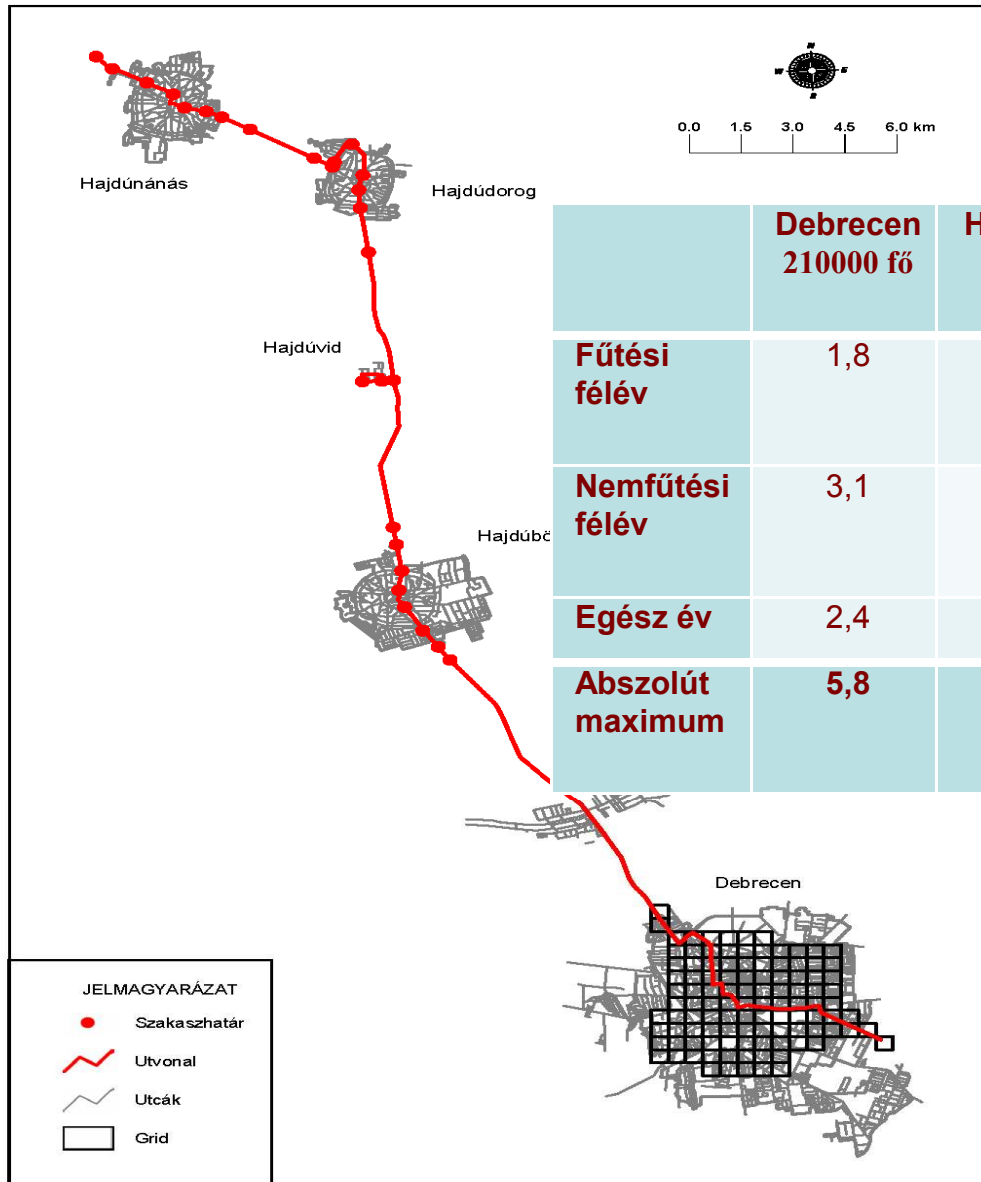 N
W
E
S
0.0 1.5 3.0 4.5 6.0 km
Hajdúnánás
Hajdúdorog
Debrecen H
210000 fő
Hajdúvid
Fűtési 1,8
félév
Nemfűtési 3,1
félév
Hajdúbö
Egész év 2,4
Abszolút 5,8
maximum
Debrecen
JELMAGYARÁZAT
Szakaszhatár
Utvonal
Utcák
Grid